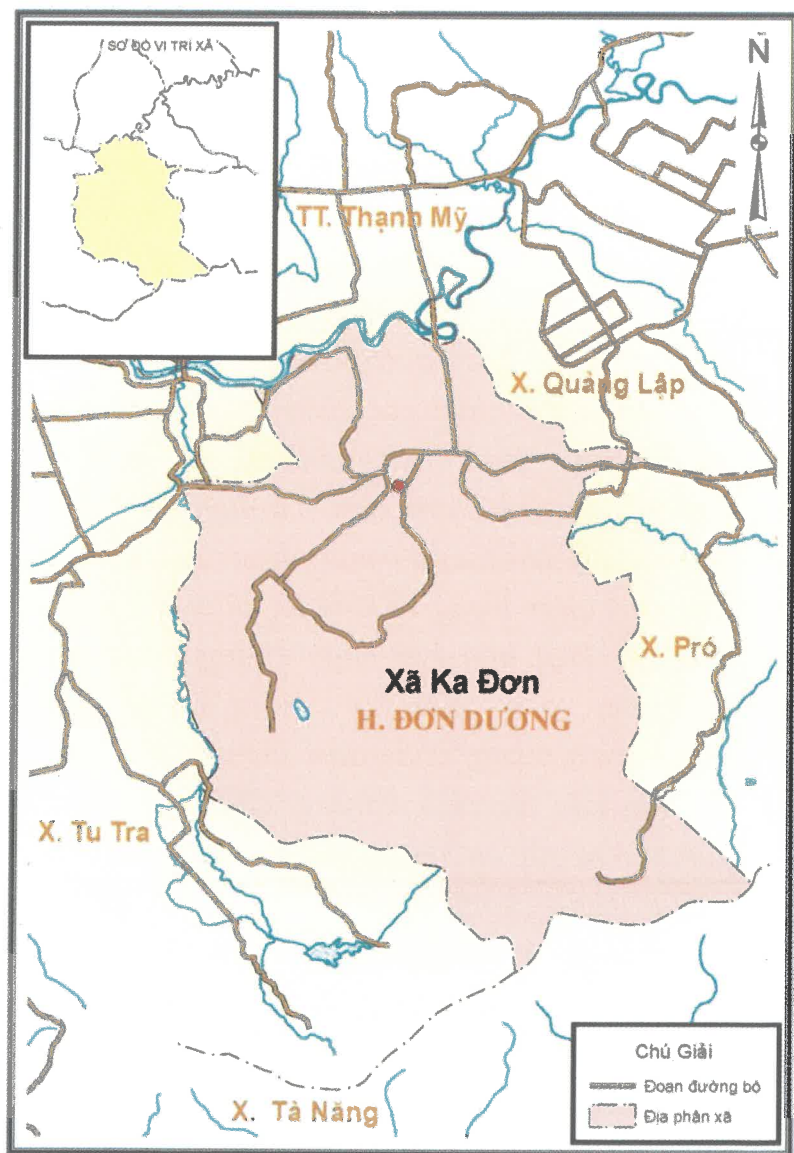 SƠ ĐỒ VỊ TRÍ XÃ
N
TT. Thạnh Mỹ
X. Quảng Lập
X. Pró
Xã Ka Đơn
H. ĐƠN DƯƠNG
X. Tu Tra
X. Tà Năng
Chú Giải
Đoạn đường bộ
Địa phận xã